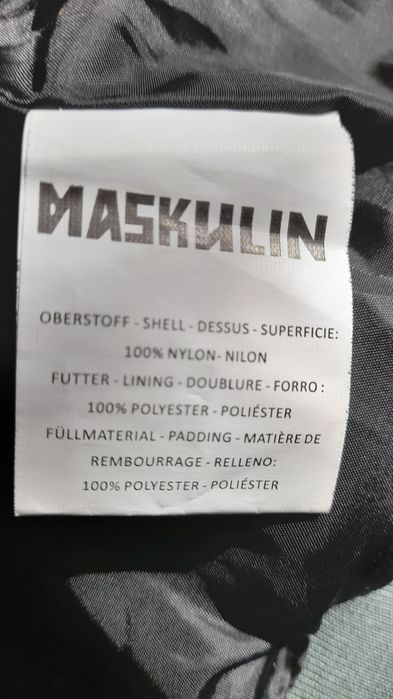 MASKULIN
OBERSTOFF - SHELL - DESSUS - SUPERFICIE:
100% NYLON- NILON
FUTTER - LINING - DOUBLURE - FORRO :
100% POLYESTER - POLIÉSTER
FÜLLMATERIAL - PADDING - MATIÈRE DE
REMBOURRAGE - RELLENO:
100% POLYESTER - POLIÉSTER